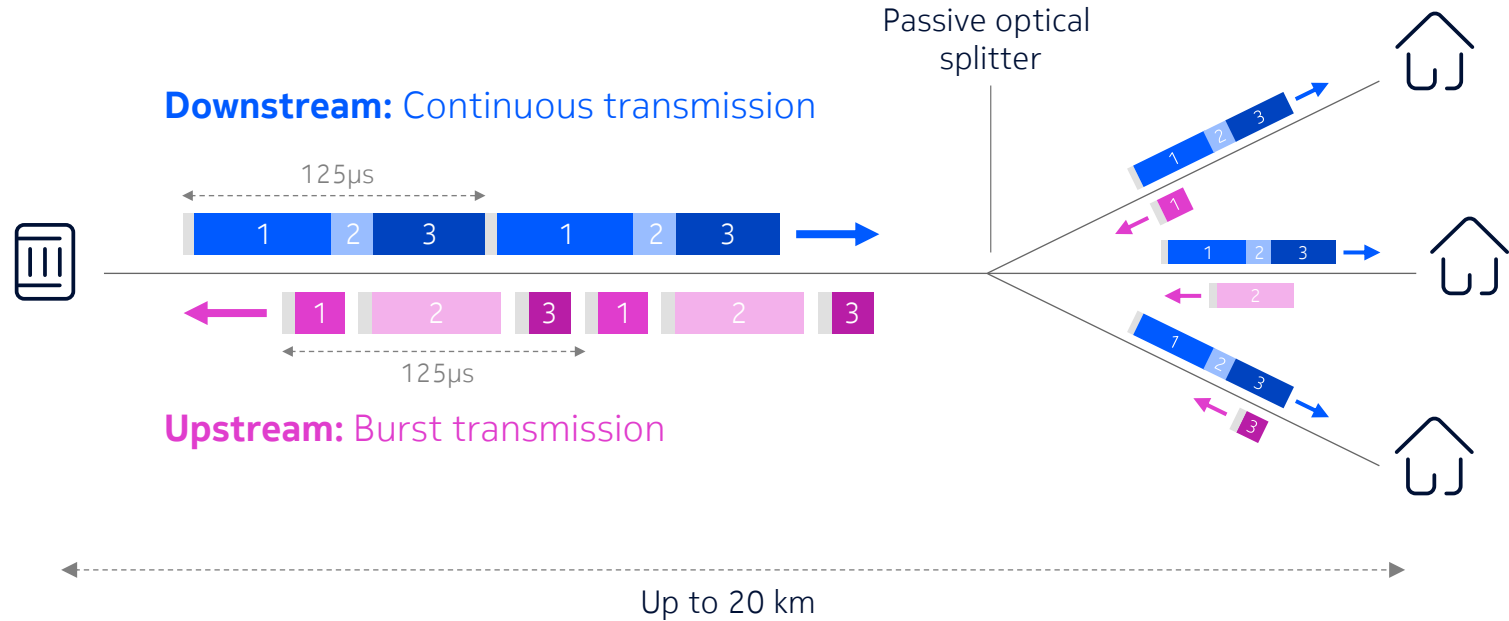 Passive optical
splitter
Downstream: Continuous transmission
125µs
1 2 3 1 2 3
1 2 3 1 2 3
125µs
Upstream: Burst transmission
1 2 3
1
1 2 3
2
1 2 3
3
Up to 20 km